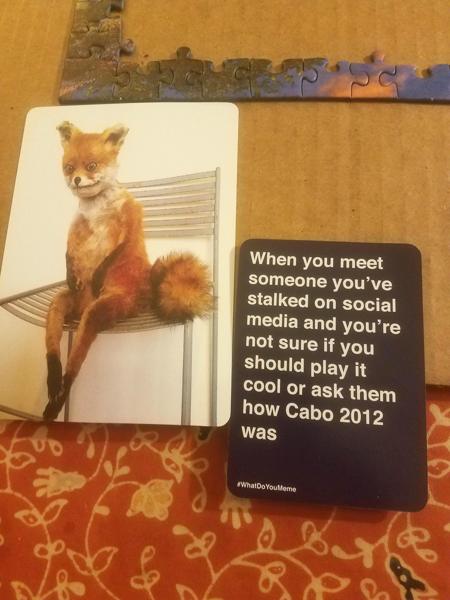 When you meet
someone you've
stalked on social
media and you're
not sure if you
should play it
cool or ask them
how Cabo 2012
was
#WhatDoYouMeme